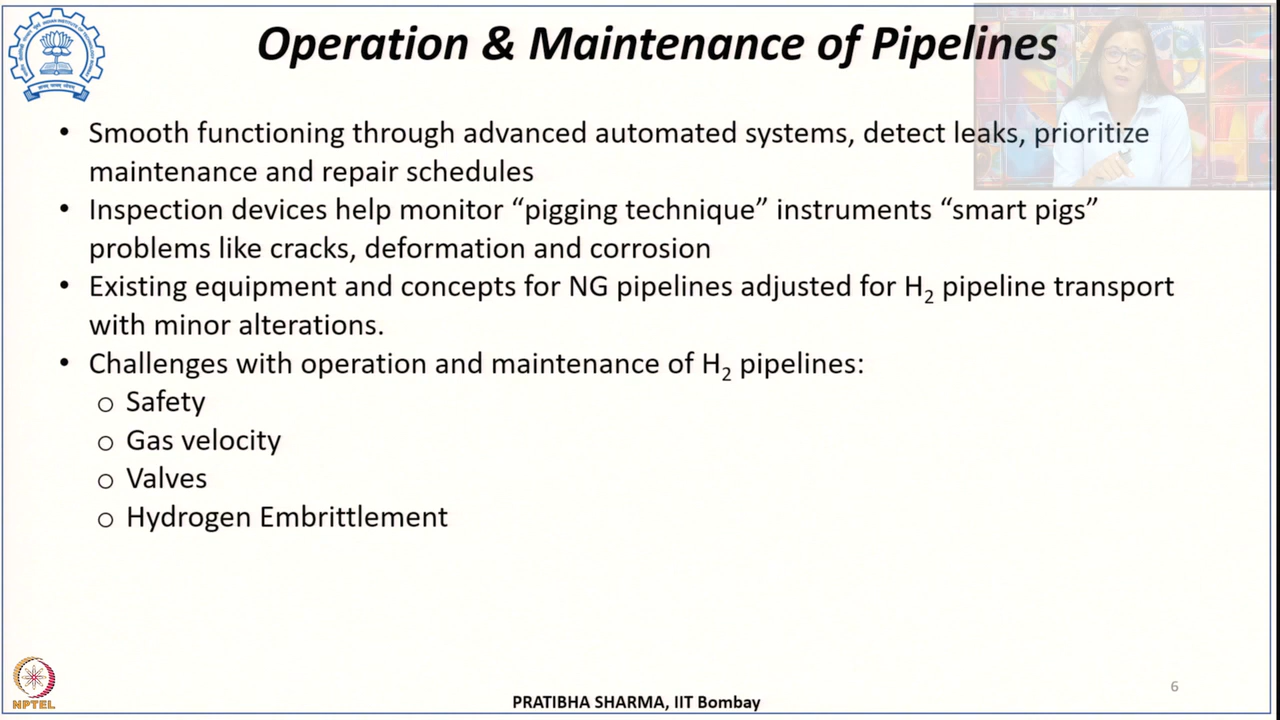 Operation & Maintenance of Pipelines
• Smooth functioning through advanced automated systems, detect leaks, prioritize
maintenance and repair schedules
• Inspection devices help monitor “pigging technique” instruments “smart pigs”
problems like cracks, deformation and corrosion
• Existing equipment and concepts for NG pipelines adjusted for H₂ pipeline transport
with minor alterations.
• Challenges with operation and maintenance of H₂ pipelines:
o Safety
o Gas velocity
o Valves
o Hydrogen Embrittlement
NPTEL
PRATIBHA SHARMA, IIT Bombay
6